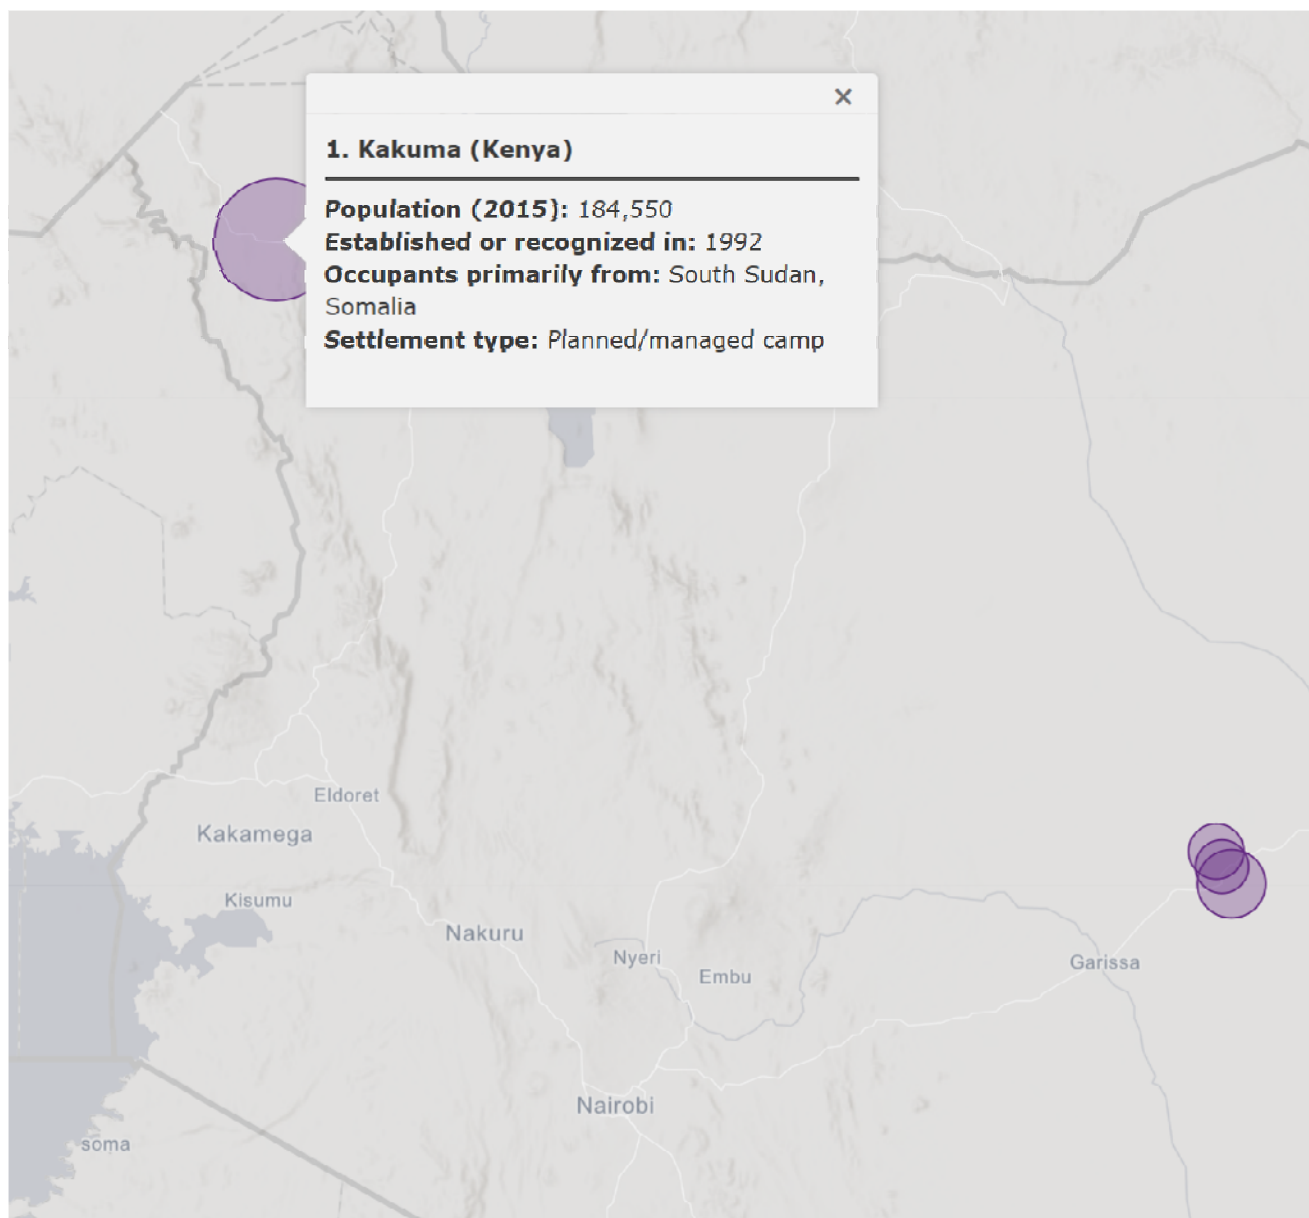 ×
1. Kakuma (Kenya)
Population (2015): 184,550
Established or recognized in: 1992
Occupants primarily from: South Sudan,
Somalia
Settlement type: Planned/managed camp
Eldoret
Kakamega
Kisumu
Nakuru
Nyeri
Embu
Garissa
Nairobi
soma